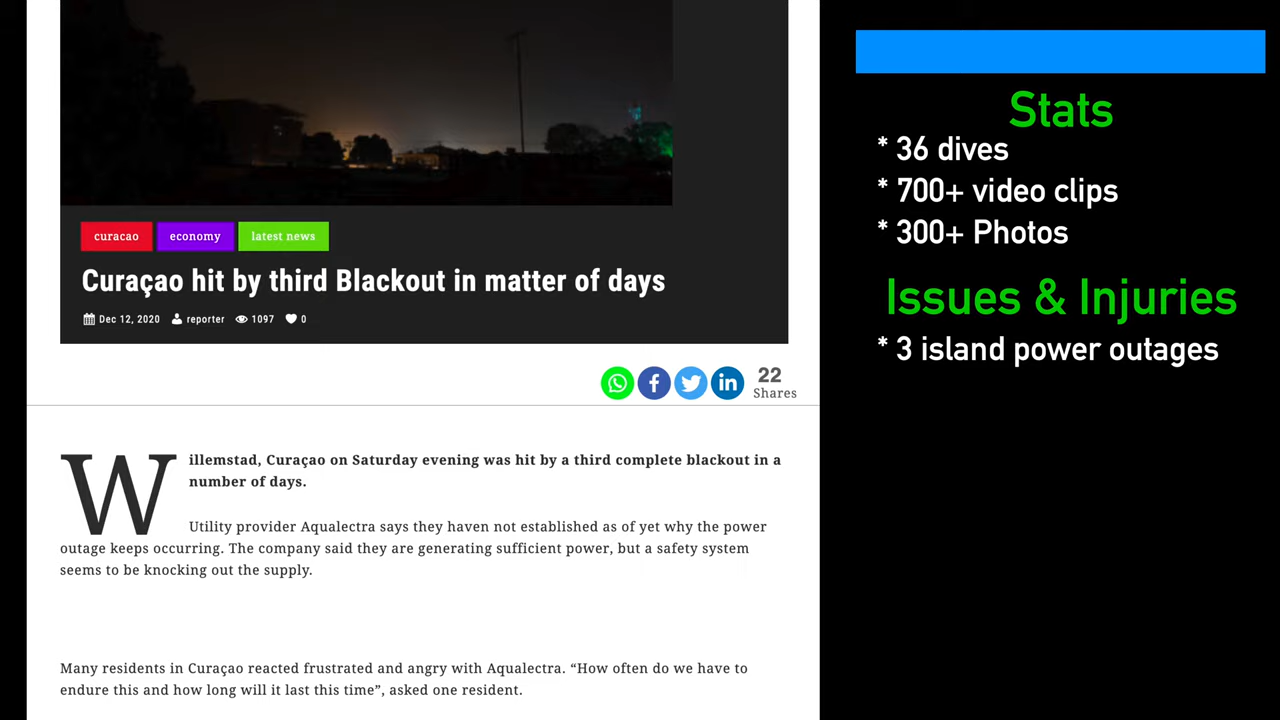 curacao economy latest news
Curaçao hit by third Blackout in matter of days
Dec 12, 2020 reporter 1097 0
22
Shares
Willemstad, Curaçao on Saturday evening was hit by a third complete blackout in a
number of days.
Utility provider Aqualectra says they haven not established as of yet why the power
outage keeps occurring. The company said they are generating sufficient power, but a safety system
seems to be knocking out the supply.
Many residents in Curaçao reacted frustrated and angry with Aqualectra. “How often do we have to
endure this and how long will it last this time”, asked one resident.
Stats
* 36 dives
* 700+ video clips
* 300+ Photos
Issues & Injuries
* 3 island power outages